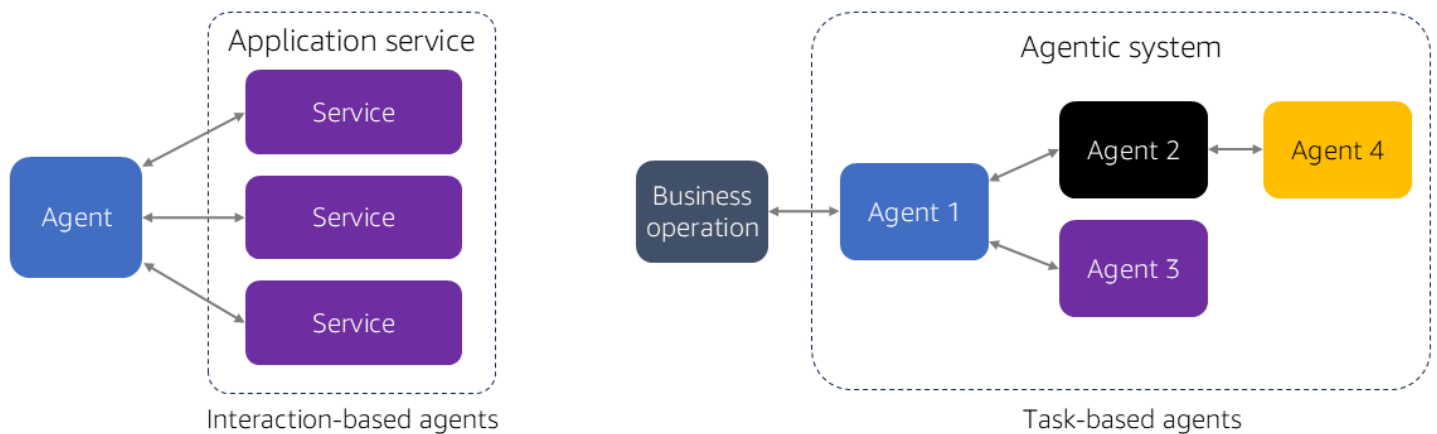 Application service
Service
Agent
Service
Service
Interaction-based agents
Agentic system
Business
operation
Agent 1
Agent 2
Agent 4
Agent 3
Task-based agents